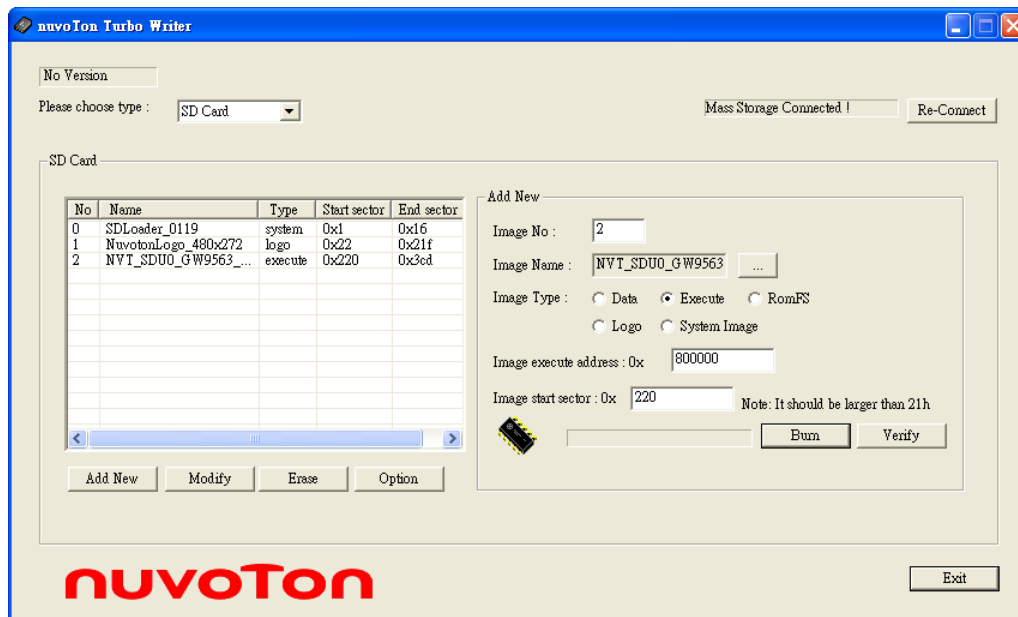 nuvoTon Turbo Writer
No Version
Please choose type :
SD Card
Mass Storage Connected !
Re-Connect
SD Card
No Name Type Start sector End sector
0 SDLoader_0119 system 0x1 0x16
1 NuvotonLogo_480x272 logo 0x22 0x21f
2 NVT_SDU0_GW9563_... execute 0x220 0x3cd
Add New Modify Erase Option
Add New
Image No : 2
Image Name : NVT_SDU0_GW9563 ...
Image Type : Data Execute RomFS
Logo System Image
Image execute address : 0x 800000
Image start sector : 0x 220 Note: It should be larger than 21h
Burn Verify
nuvoTon
Exit